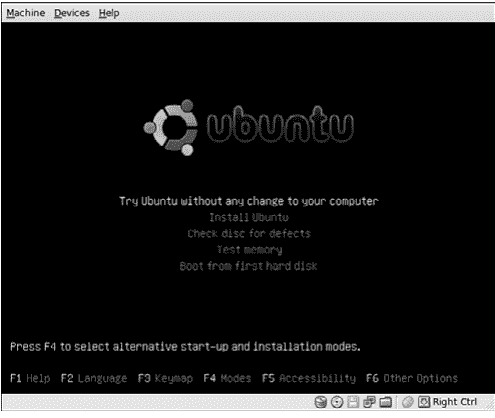 Machine Devices Help
ubuntu
Try Ubuntu without any change to your computer
Install Ubuntu
Check disc for defects
Test memory
Boot from first hard disk
Press F4 to select alternative start-up and installation modes.
F1 Help F2 Language F3 Keymap F4 Modes F5 Accessibility F6 Other Options
Right Ctrl